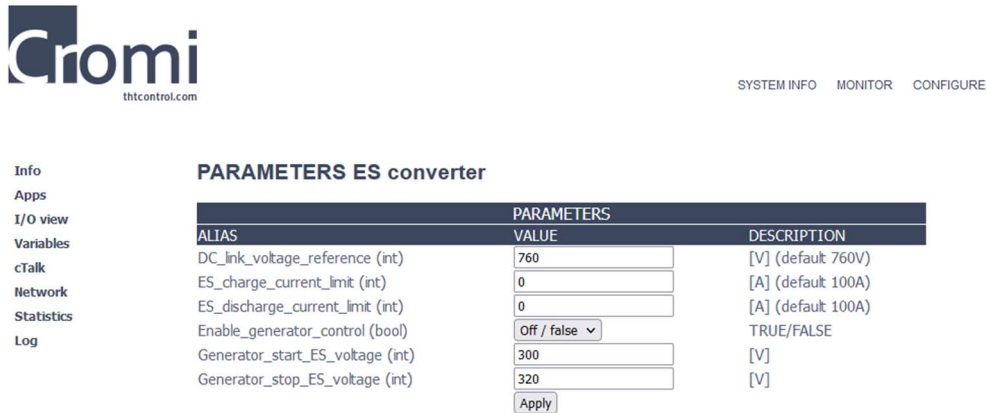 Cromi
thtcontrol.com
SYSTEM INFO MONITOR CONFIGURE
Info
Apps
I/O view
Variables
cTalk
Network
Statistics
Log
PARAMETERS ES converter
PARAMETERS
ALIAS VALUE DESCRIPTION
DC_link_voltage_reference (int) 760 [V] (default 760V)
ES_charge_current_limit (int) 0 [A] (default 100A)
ES_discharge_current_limit (int) 0 [A] (default 100A)
Enable_generator_control (bool) Off / false TRUE/FALSE
Generator_start_ES_voltage (int) 300 [V]
Generator_stop_ES_voltage (int) 320 [V]
Apply